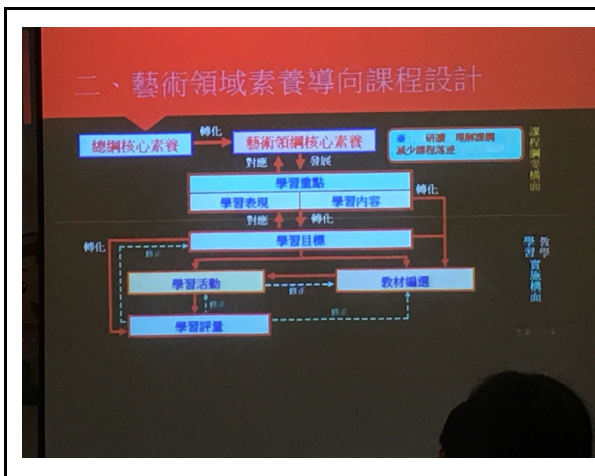 二、藝術領域素養導向課程設計
總綱核心素養
轉化
藝術領綱核心素養
研讀 理解課綱
減少課程落差
課程綱要構面
對應
發展
學習重點
學習表現
學習內容
轉化
對應
轉化
轉化
學習目標
修正
教學
學習
實施構面
學習活動
修正
教材編選
修正
修正
學習評量